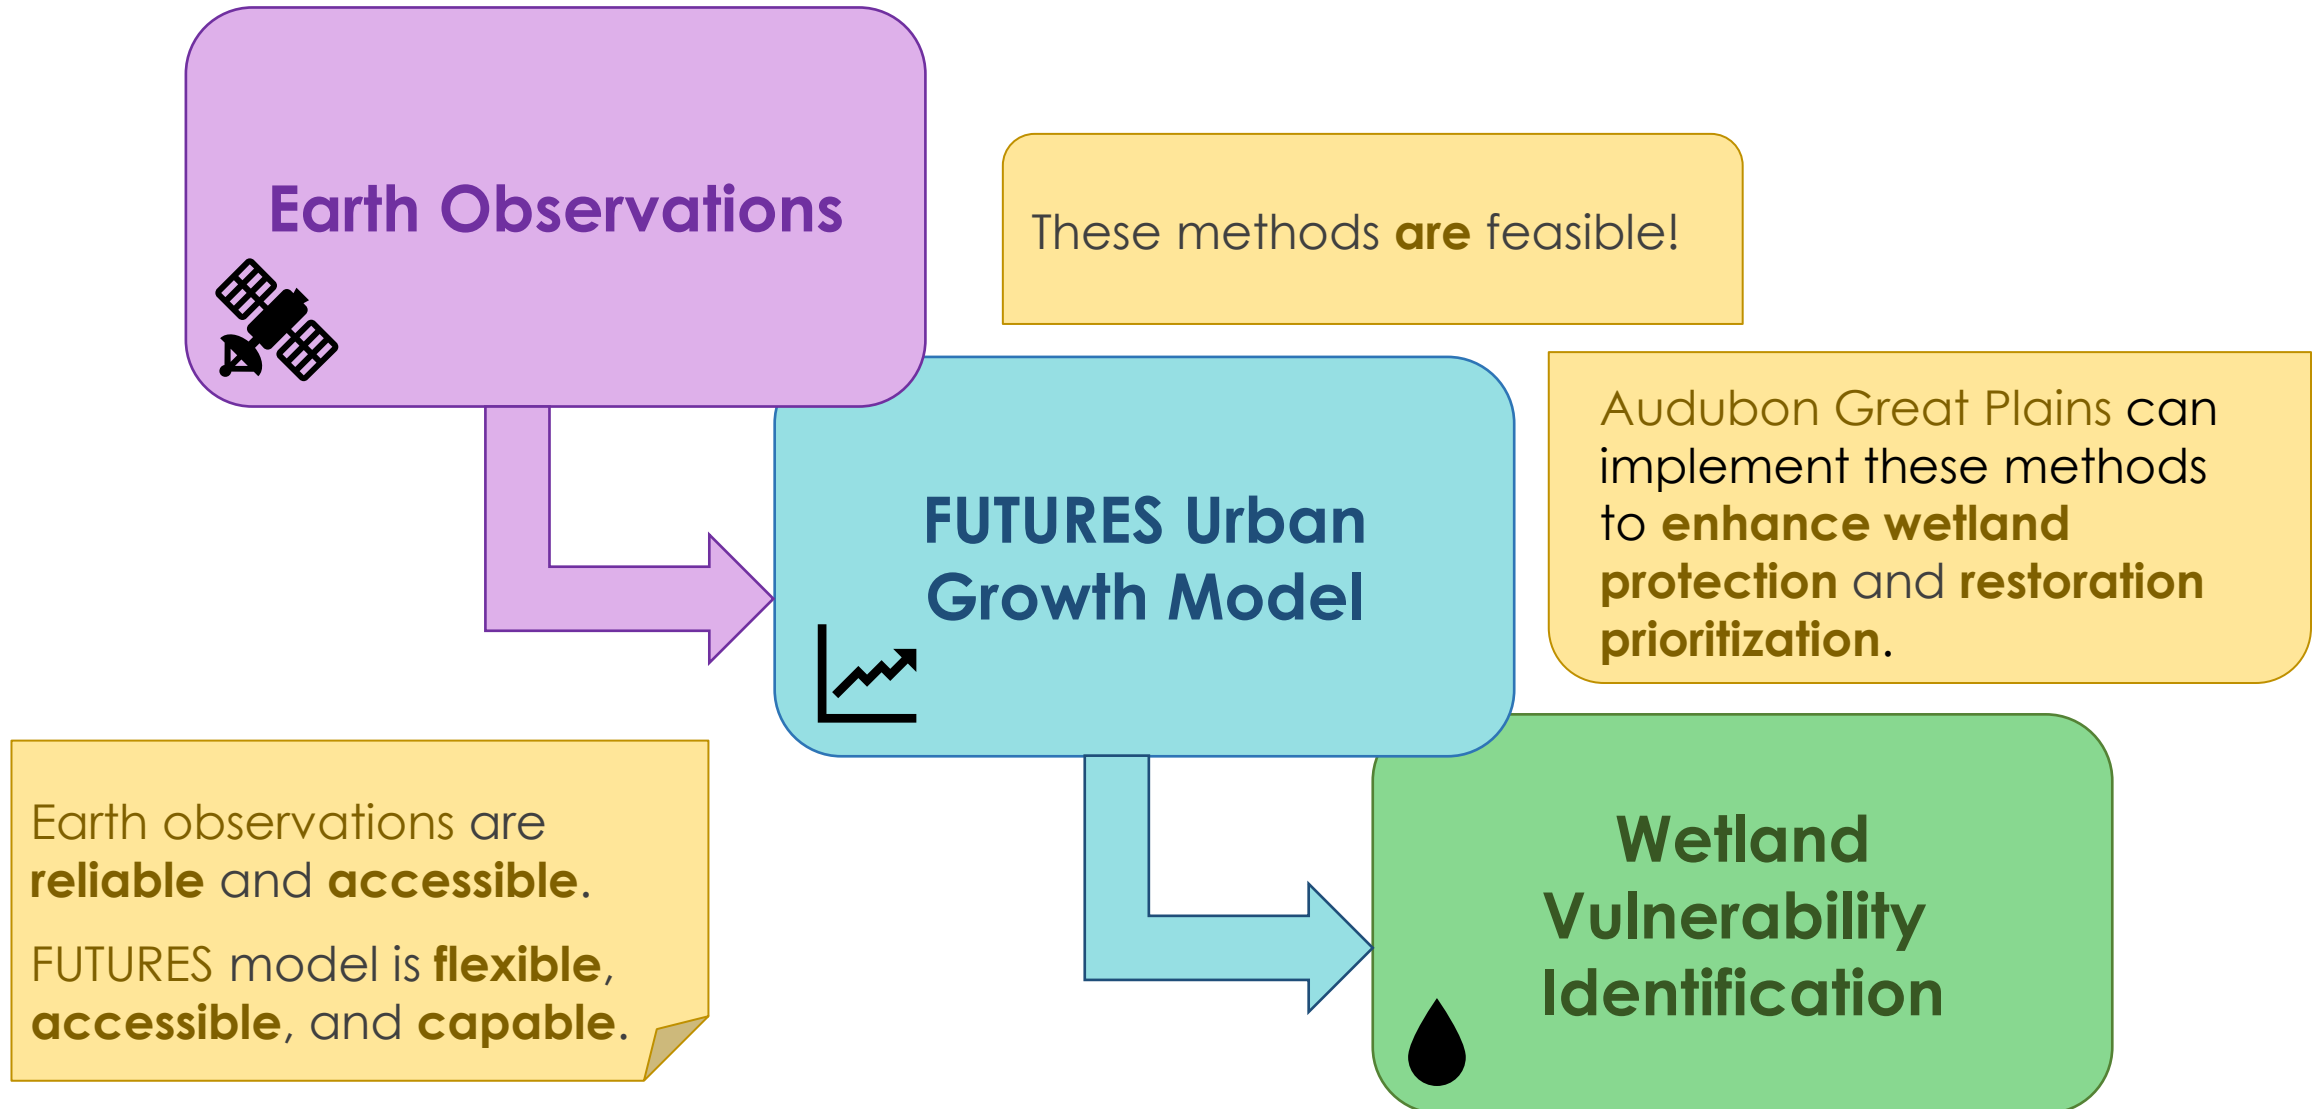 Earth Observations
These methods are feasible!
FUTURES Urban
Growth Model
Audubon Great Plains can
implement these methods
to enhance wetland
protection and restoration
prioritization.
Earth observations are
reliable and accessible.
FUTURES model is flexible,
accessible, and capable.
Wetland
Vulnerability
Identification